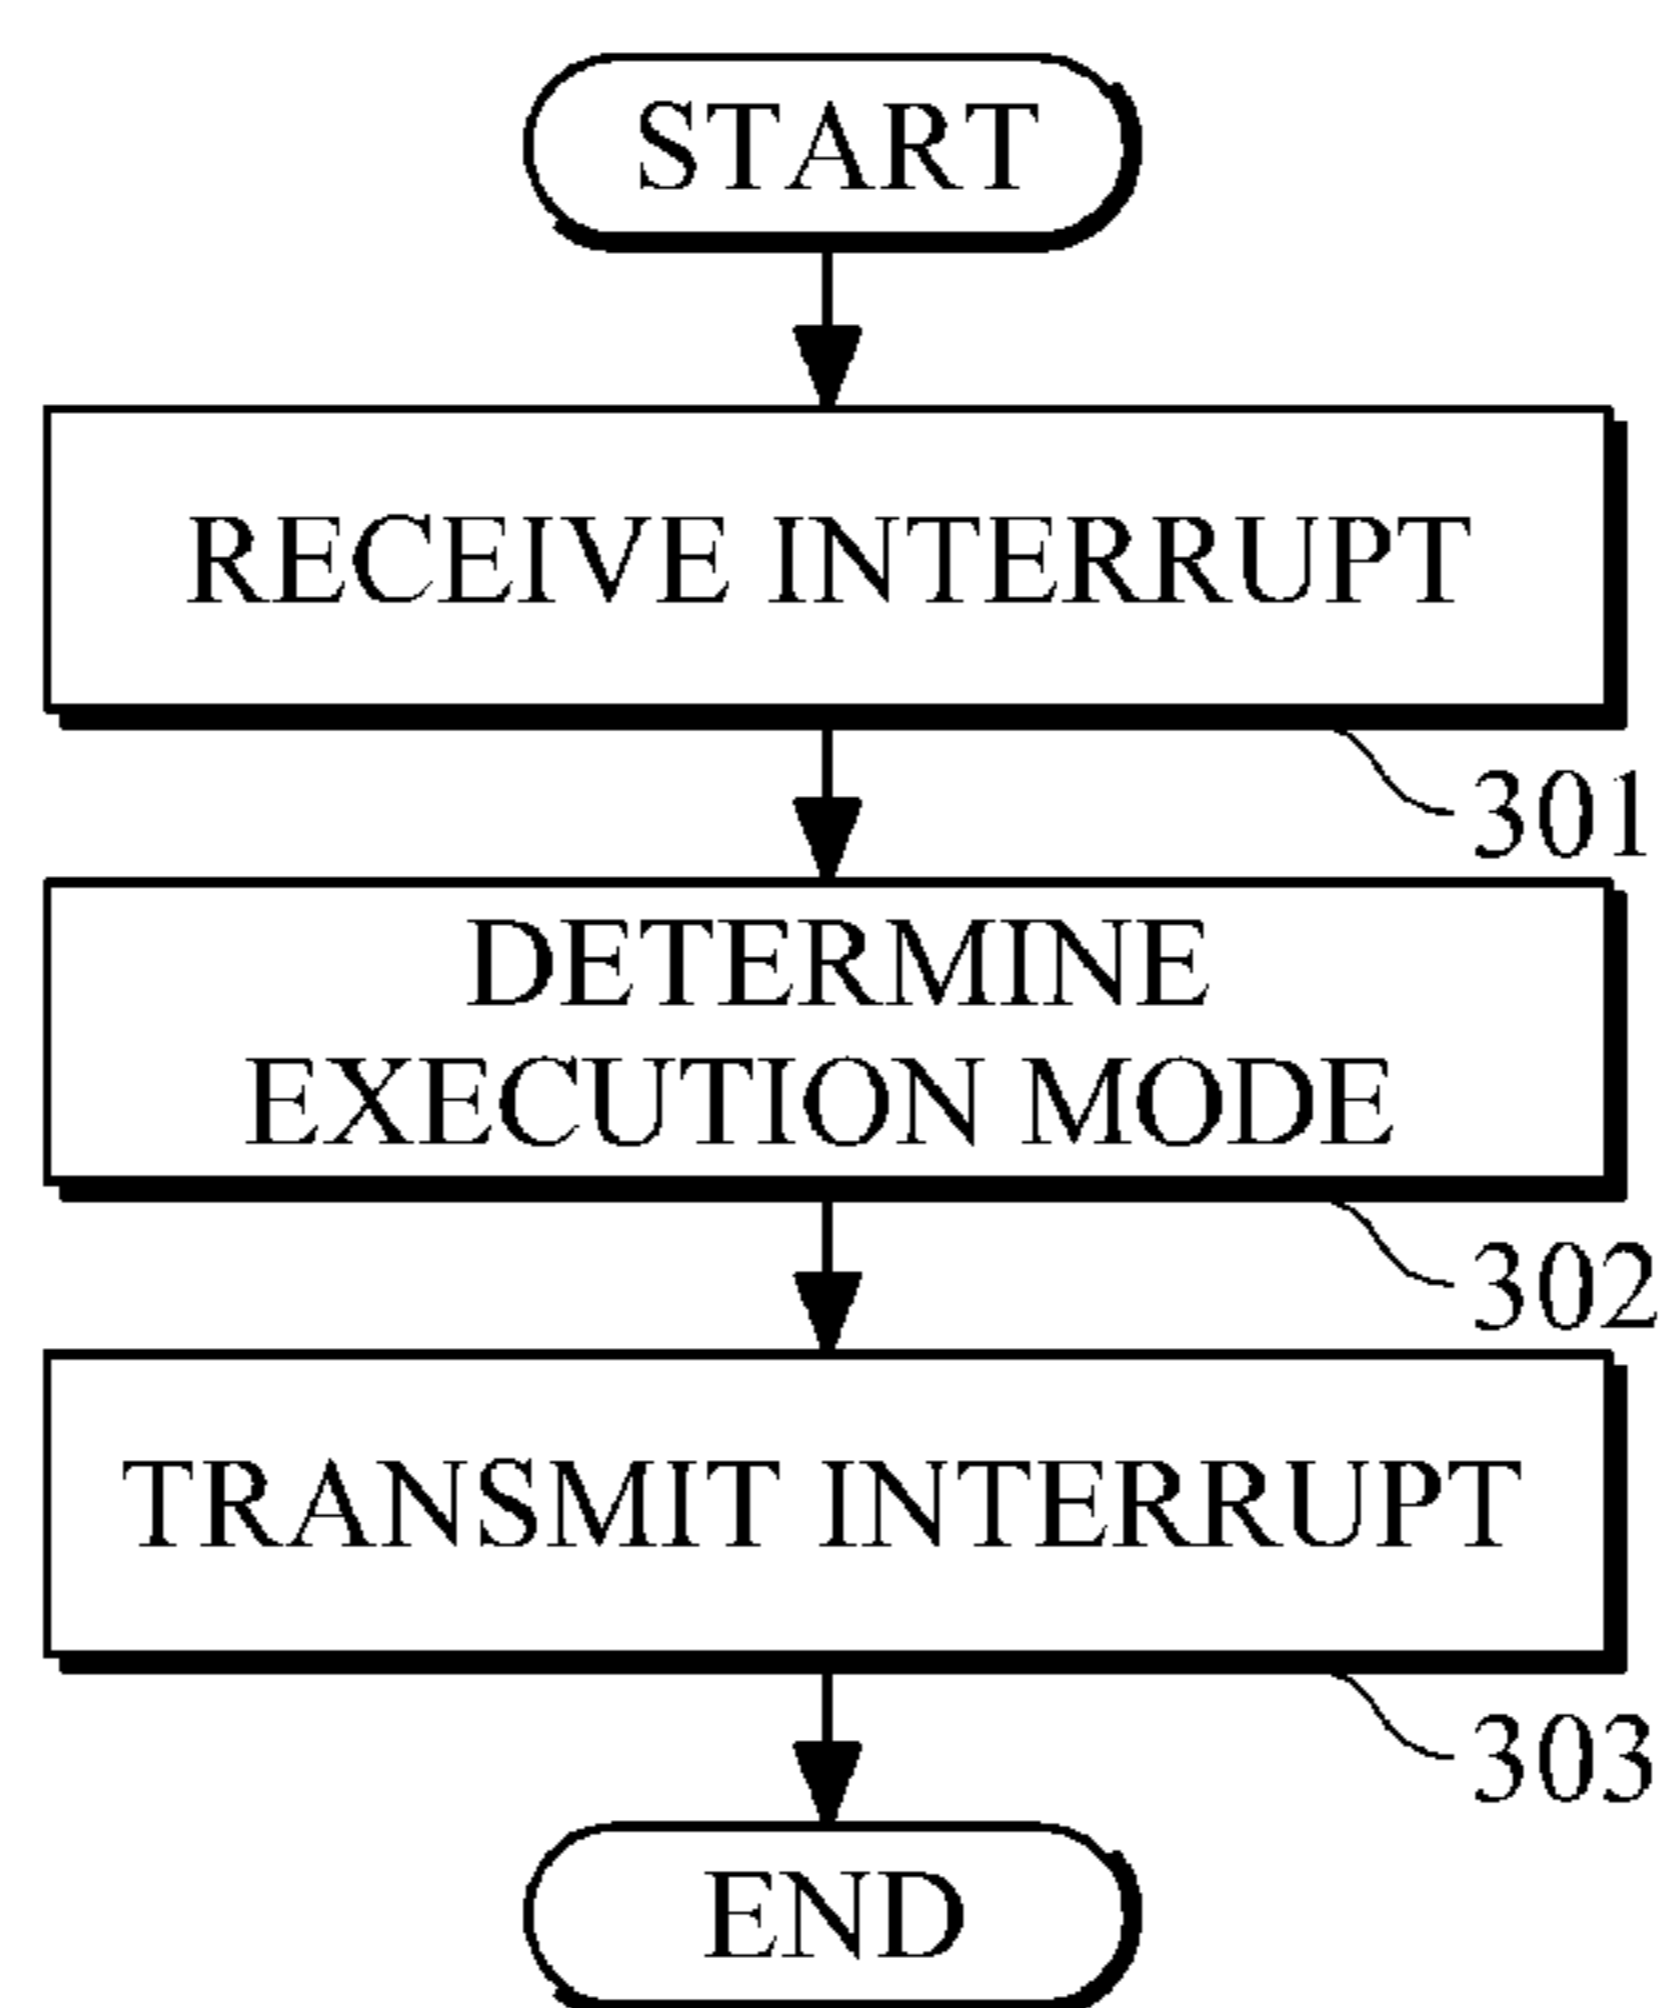 START
RECEIVE INTERRUPT
301
DETERMINE
EXECUTION MODE
302
TRANSMIT INTERRUPT
303
END